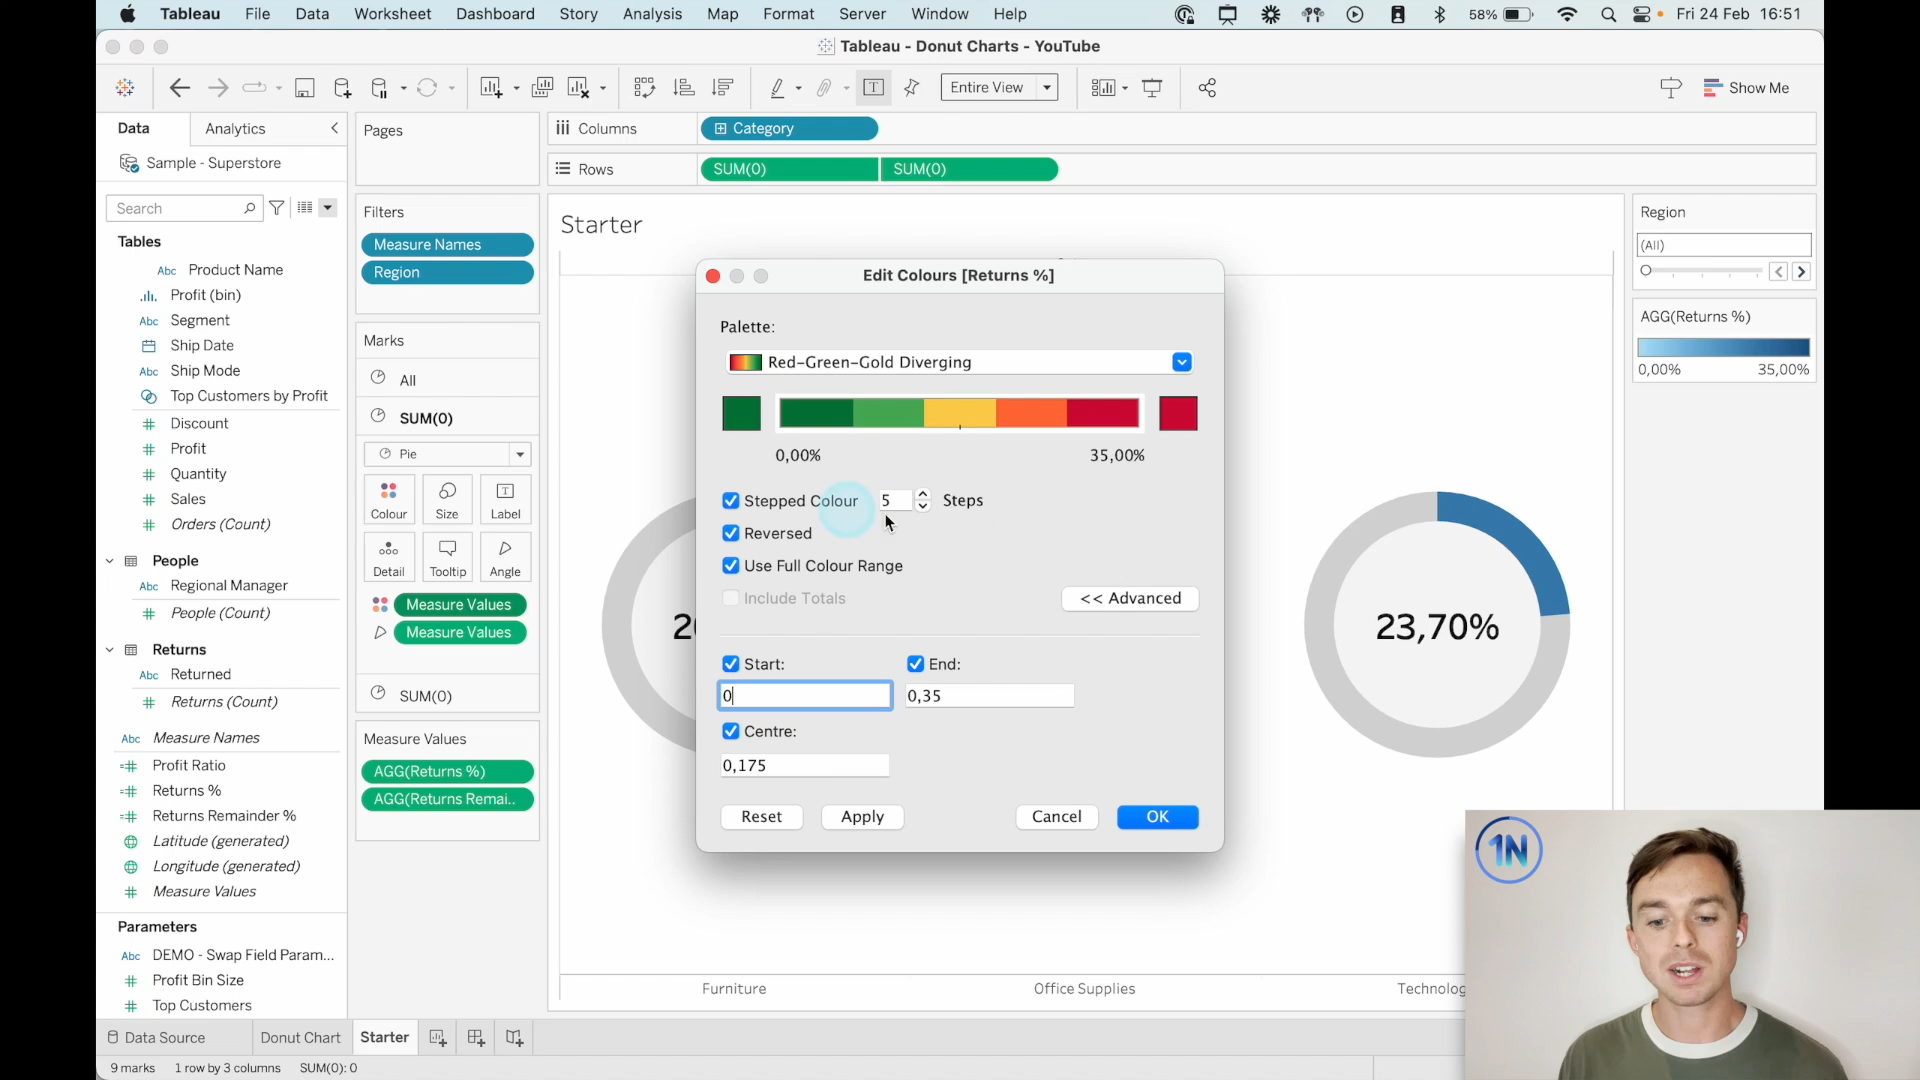 Tableau File Data Worksheet Dashboard Story Analysis Map Format Server Window Help 58% Fri 24 Feb 16:51
Tableau - Donut Charts - YouTube
Entire View Show Me
Data Analytics
Sample - Superstore
Search
Tables
Abc Product Name
Profit (bin)
Abc Segment
Ship Date
Abc Ship Mode
Top Customers by Profit
Discount
Profit
Quantity
Sales
Orders (Count)
People
Abc Regional Manager
People (Count)
Returns
Abc Returned
Returns (Count)
Abc Measure Names
Profit Ratio
Returns %
Returns Remainder %
Latitude (generated)
Longitude (generated)
Measure Values
Parameters
Abc DEMO - Swap Field Param...
Profit Bin Size
Top Customers
Pages
Filters
Measure Names
Region
Marks
All
SUM(0)
Pie
Colour Size Label
Detail Tooltip Angle
Measure Values
Measure Values
SUM(0)
Measure Values
AGG(Returns %)
AGG(Returns Remai..
Columns Category
Rows SUM(0) SUM(0)
Starter
Edit Colours [Returns %]
Palette:
Red-Green-Gold Diverging
0,00% 35,00%
Stepped Colour 5 Steps
Reversed
Use Full Colour Range
Include Totals << Advanced
Start: End:
0 0,35
Centre:
0,175
Reset Apply Cancel OK
23,70%
Furniture Office Supplies
Region
(All)
AGG(Returns %)
0,00% 35,00%
1N
Data Source Donut Chart Starter
9 marks 1 row by 3 columns SUM(0): 0